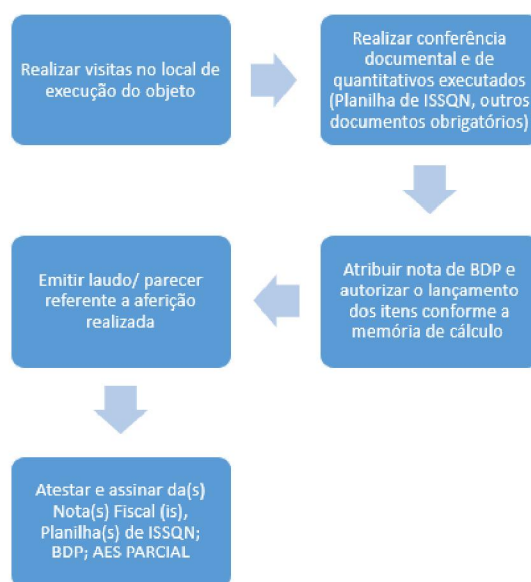 Realizar visitas no local de
execução do objeto
Realizar conferência
documental e de
quantitativos executados
(Planilha de ISSQN, outros
documentos obrigatórios)
Atribuir nota de BDP e
autorizar o lançamento
dos itens conforme a
memória de cálculo
Emitir laudo/ parecer
referente a aferição
realizada
Atestar e assinar da(s)
Nota(s) Fiscal (is),
Planilha(s) de ISSQN;
BDP; AES PARCIAL